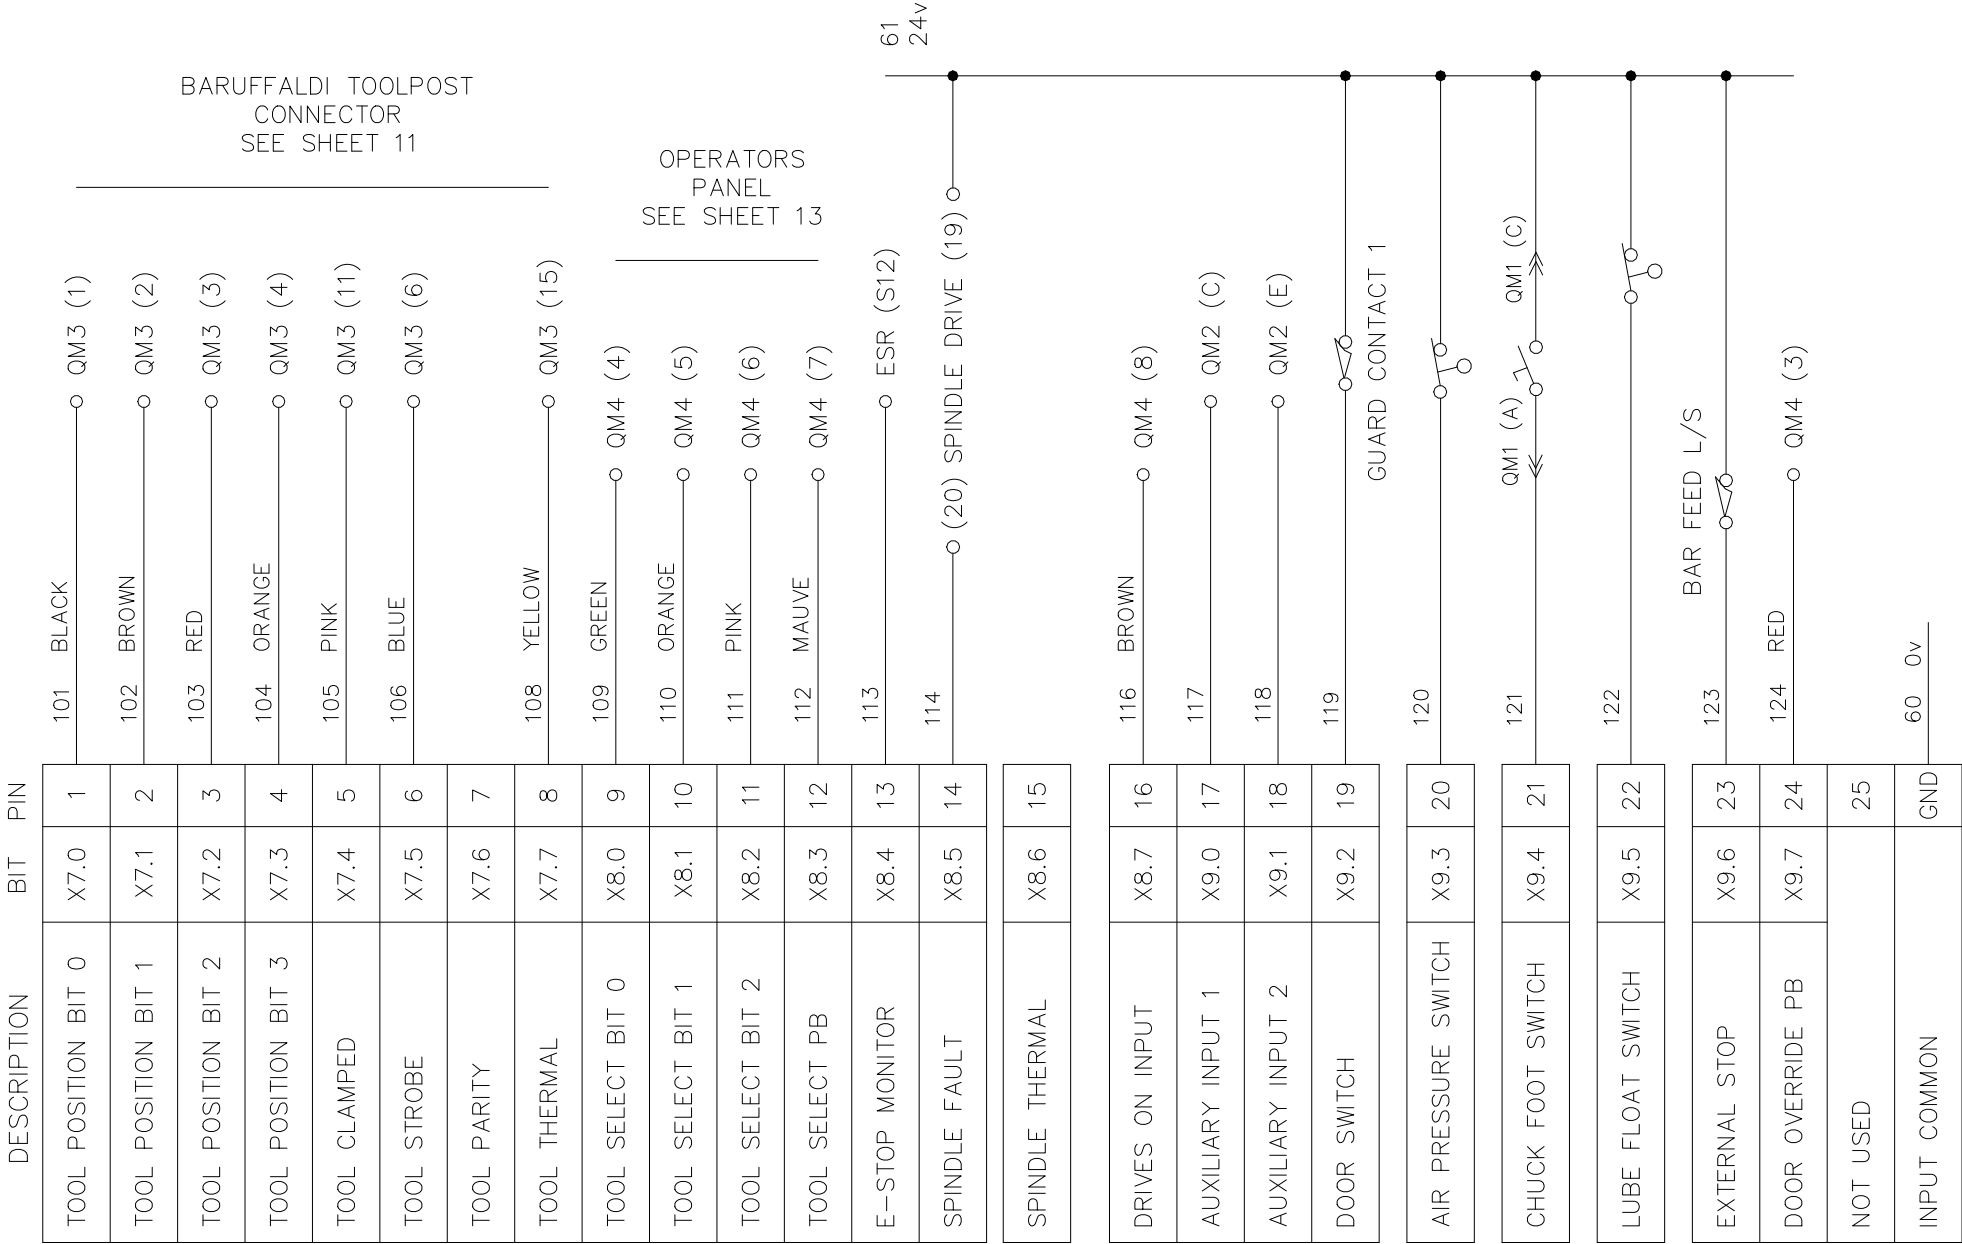 BARUFFALDI TOOLPOST
CONNECTOR
SEE SHEET 11
OPERATORS
PANEL
SEE SHEET 13
61
24v
QM3 (1)
QM3 (2)
QM3 (3)
QM3 (4)
QM3 (11)
QM3 (6)
QM3 (15)
QM4 (4)
QM4 (5)
QM4 (6)
QM4 (7)
ESR (S12)
(20) SPINDLE DRIVE (19)
QM4 (8)
QM2 (C)
QM2 (E)
GUARD CONTACT 1
QM1 (A)
QM1 (C)
BAR FEED L/S
QM4 (3)
101 BLACK
102 BROWN
103 RED
104 ORANGE
105 PINK
106 BLUE
108 YELLOW
109 GREEN
110 ORANGE
111 PINK
112 MAUVE
113
114
116 BROWN
117
118
119
120
121
122
123
124 RED
60 0v
DESCRIPTION BIT PIN
TOOL POSITION BIT 0 X7.0 1
TOOL POSITION BIT 1 X7.1 2
TOOL POSITION BIT 2 X7.2 3
TOOL POSITION BIT 3 X7.3 4
TOOL CLAMPED X7.4 5
TOOL STROBE X7.5 6
TOOL PARITY X7.6 7
TOOL THERMAL X7.7 8
TOOL SELECT BIT 0 X8.0 9
TOOL SELECT BIT 1 X8.1 10
TOOL SELECT BIT 2 X8.2 11
TOOL SELECT PB X8.3 12
E-STOP MONITOR X8.4 13
SPINDLE FAULT X8.5 14
SPINDLE THERMAL X8.6 15
DRIVES ON INPUT X8.7 16
AUXILIARY INPUT 1 X9.0 17
AUXILIARY INPUT 2 X9.1 18
DOOR SWITCH X9.2 19
AIR PRESSURE SWITCH X9.3 20
CHUCK FOOT SWITCH X9.4 21
LUBE FLOAT SWITCH X9.5 22
EXTERNAL STOP X9.6 23
DOOR OVERRIDE PB X9.7 24
NOT USED 25
INPUT COMMON GND